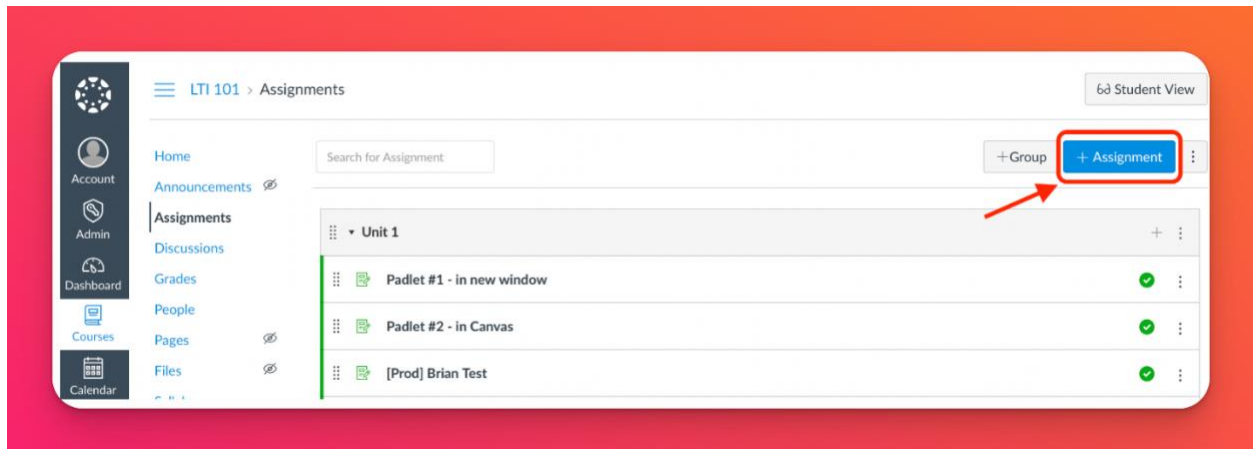 LTI 101 › Assignments
Student View
Account
Admin
Dashboard
Courses
Calendar
Home
Announcements
Assignments
Discussions
Grades
People
Pages
Files
Search for Assignment
+Group
+ Assignment
Unit 1
Padlet #1 - in new window
Padlet #2 - in Canvas
[Prod] Brian Test